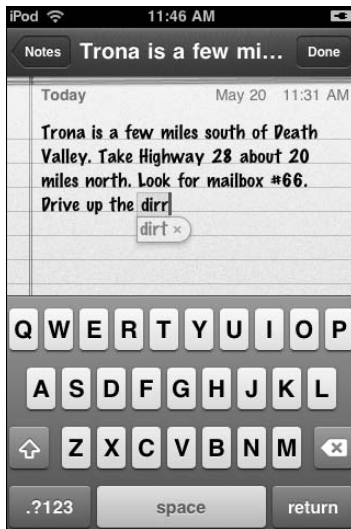 iPod 11:46 AM
Notes Trona is a few mi... Done
Today May 20 11:31 AM
Trona is a few miles south of Death
Valley. Take Highway 28 about 20
miles north. Look for mailbox #66.
Drive up the dirr
dirt ×
Q W E R T Y U I O P
A S D F G H J K L
Z X C V B N M
.?123 space return